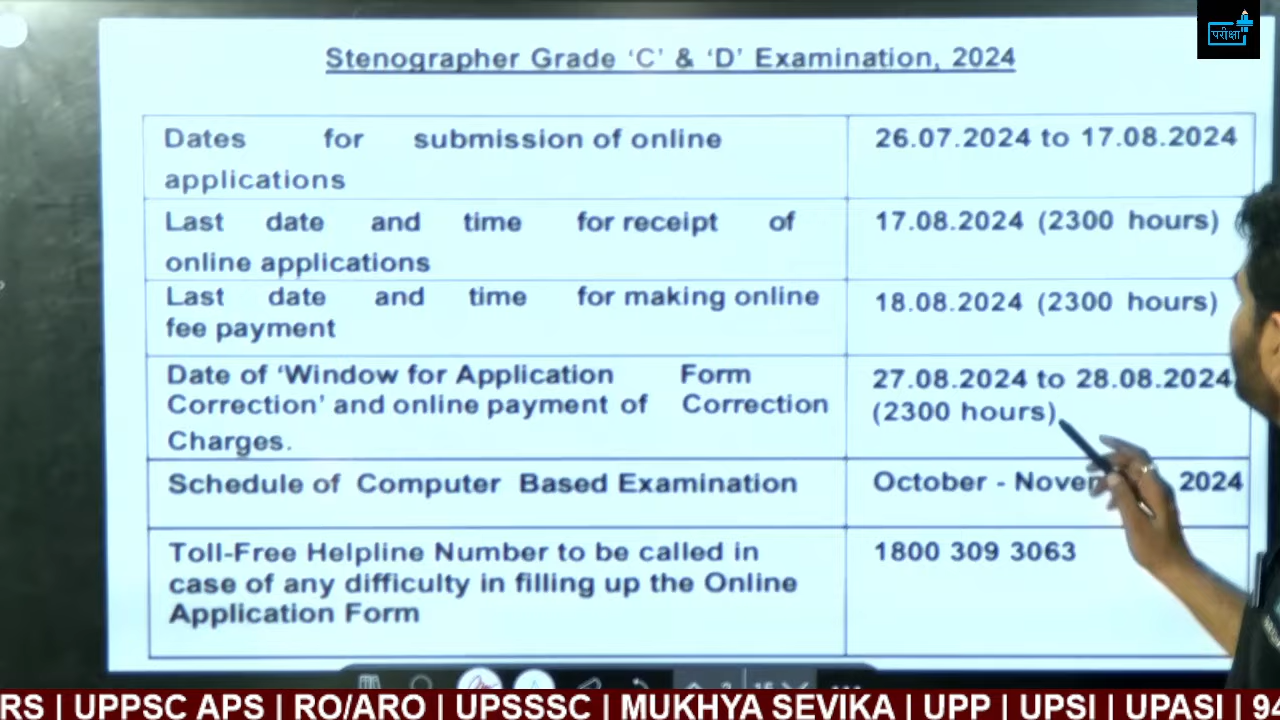 परीक्षा
Stenographer Grade ‘C’ & ‘D’ Examination, 2024
Dates for submission of online applications
26.07.2024 to 17.08.2024
Last date and time for receipt of online applications
17.08.2024 (2300 hours)
Last date and time for making online fee payment
18.08.2024 (2300 hours)
Date of ‘Window for Application Form Correction’ and online payment of Correction Charges.
27.08.2024 to 28.08.2024 (2300 hours)
Schedule of Computer Based Examination
October - 2024
Toll-Free Helpline Number to be called in case of any difficulty in filling up the Online Application Form
1800 309 3063
RS | UPPSC APS | RO/ARO | UPSSSC | MUKHYA SEVIKA | UPP | UPSI | UPASI | 94